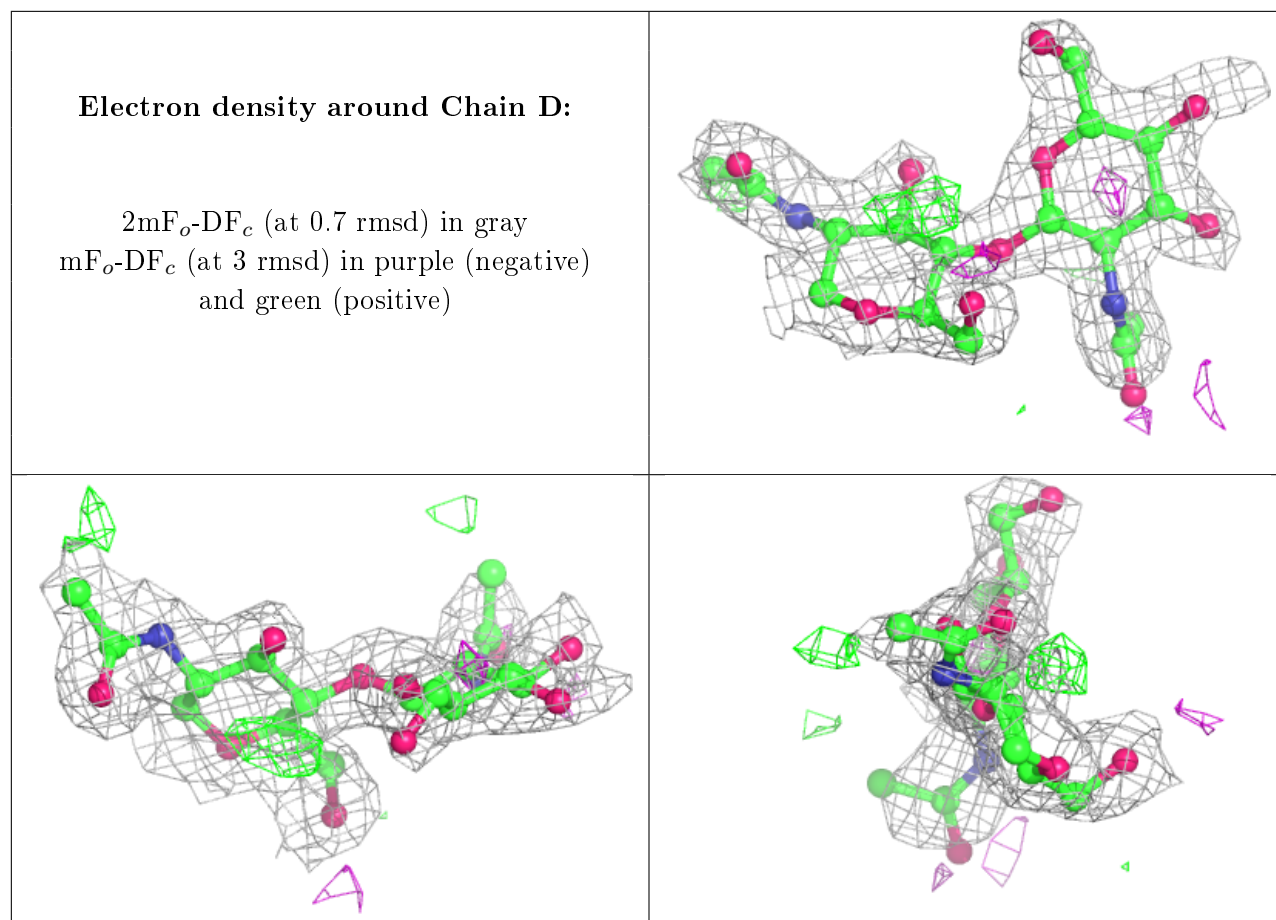 Electron density around Chain D:
2mFₒ-DF𝒸 (at 0.7 rmsd) in gray
mFₒ-DF𝒸 (at 3 rmsd) in purple (negative)
and green (positive)